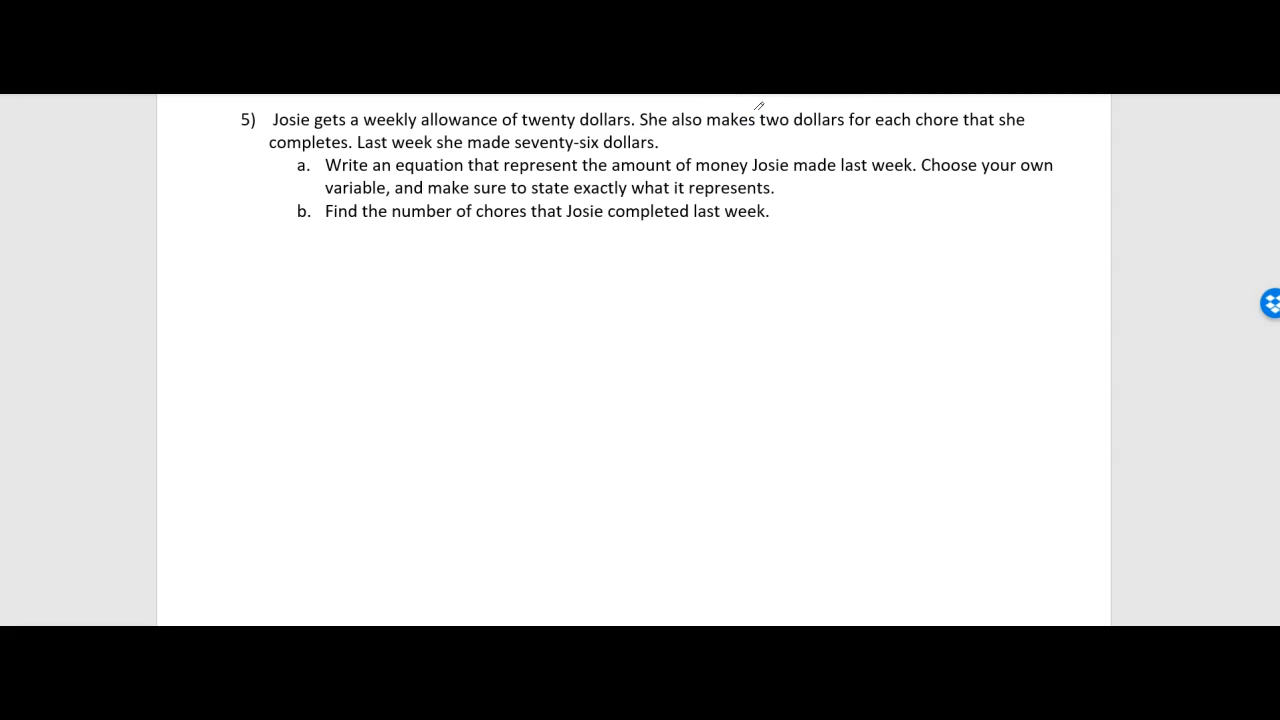 5) Josie gets a weekly allowance of twenty dollars. She also makes two dollars for each chore that she
completes. Last week she made seventy-six dollars.
a. Write an equation that represent the amount of money Josie made last week. Choose your own
variable, and make sure to state exactly what it represents.
b. Find the number of chores that Josie completed last week.